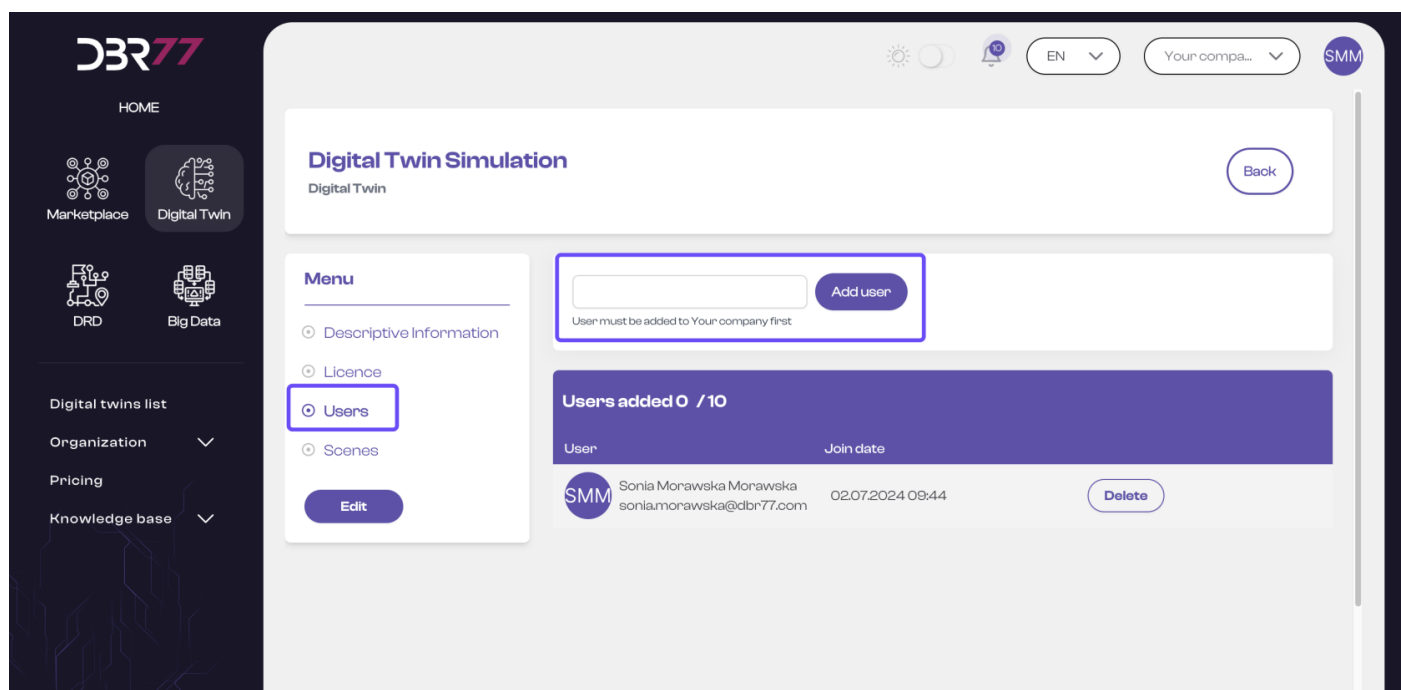 DBR77
HOME
Marketplace
Digital Twin
DRD
Big Data
Digital twins list
Organization
Pricing
Knowledge base
10
EN
Your compa...
SMM
Digital Twin Simulation
Digital Twin
Back
Menu
Descriptive Information
Licence
Users
Scenes
Edit
Add user
User must be added to Your company first
Users added 0 / 10
User Join date
SMM
Sonia Morawska Morawska
sonia.morawska@dbr77.com
02.07.2024 09:44
Delete